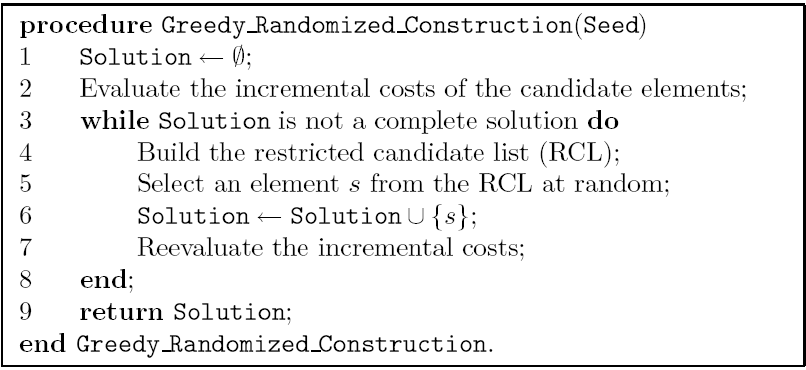 procedure Greedy_Randomized_Construction(Seed)
1 Solution ← ∅;
2 Evaluate the incremental costs of the candidate elements;
3 while Solution is not a complete solution do
4 Build the restricted candidate list (RCL);
5 Select an element s from the RCL at random;
6 Solution ← Solution ∪ {s};
7 Reevaluate the incremental costs;
8 end;
9 return Solution;
end Greedy_Randomized_Construction.